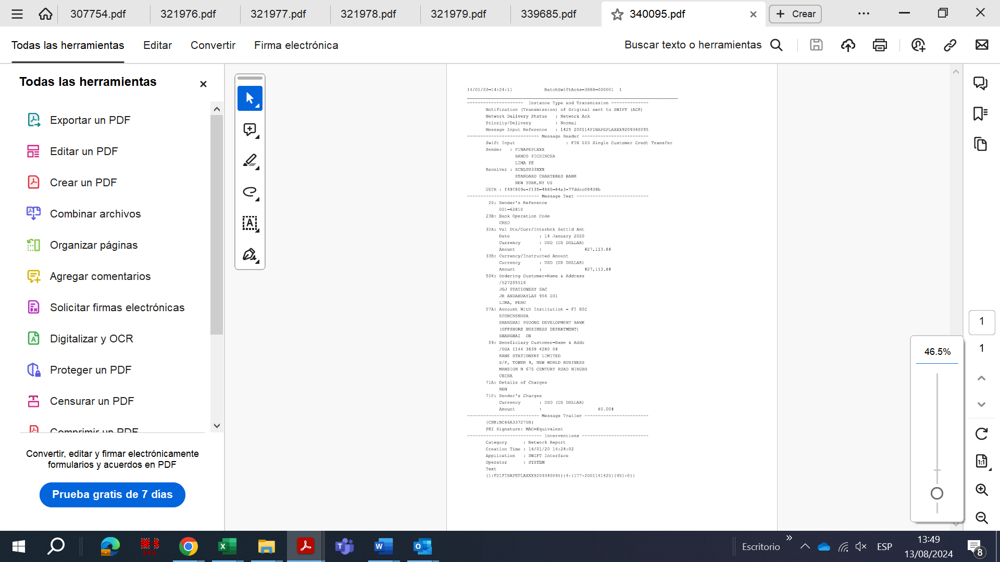 307754.pdf
321976.pdf
321977.pdf
321978.pdf
321979.pdf
339685.pdf
340095.pdf
Crear
Todas las herramientas
Editar
Convertir
Firma electrónica
Buscar texto o herramientas
Todas las herramientas
Exportar un PDF
Editar un PDF
Crear un PDF
Combinar archivos
Organizar páginas
Agregar comentarios
Solicitar firmas electrónicas
Digitalizar y OCR
Proteger un PDF
Censurar un PDF
Comprimir un PDF
Convertir, editar y firmar electrónicamente
formularios y acuerdos en PDF
Prueba gratis de 7 días
14/01/20-14:24:11 BatchSwiftAcks-3888-000001 1
--------------------- Instance Type and Transmission --------------
Notification (Transmission) of Original sent to SWIFT (ACK)
Network Delivery Status : Network Ack
Priority/Delivery : Normal
Message Input Reference : 1425 200114FINAPEPLAXXX9209340095
--------------------------- Message Header -------------------------
Swift Input : FIN 103 Single Customer Credt Transfer
Sender : FINAPEPLXXX
BANCO PICHINCHA
LIMA PE
Receiver : SCBLUS33XXX
STANDARD CHARTERED BANK
NEW YORK,NY US
UETR : f49f809e-f135-4865-84a3-77ddcc08408b
--------------------------- Message Text ---------------------------
20: Sender's Reference
001-62810
23B: Bank Operation Code
CRED
32A: Val Dte/Curr/Interbnk Settld Amt
Date : 14 January 2020
Currency : USD (US DOLLAR)
Amount : #27,113.8#
33B: Currency/Instructed Amount
Currency : USD (US DOLLAR)
Amount : #27,113.8#
50K: Ordering Customer-Name & Address
/527205516
JGJ STATIONERY SAC
JR ANDAHUAYLAS 956 D31
LIMA, PERU
57A: Account With Institution - FI BIC
SPDBCNSHOSA
SHANGHAI PUDONG DEVELOPMENT BANK
(OFFSHORE BUSINESS DEPARTMENT)
SHANGHAI CN
59: Beneficiary Customer-Name & Addr
/OSA 1144 3639 4280 08
KANE STATIONERY LIMITED
S/F, TOWER 9, NEW WORLD BUSINESS
MANSION N 675 CENTURY ROAD NINGBO
CHINA
71A: Details of Charges
BEN
71F: Sender's Charges
Currency : USD (US DOLLAR)
Amount : #0.00#
--------------------------- Message Trailer ------------------------
{CHK:BC66A337275B}
PKI Signature: MAC-Equivalent
---------------------------- Interventions -------------------------
Category : Network Report
Creation Time : 14/01/20 14:24:02
Application : SWIFT Interface
Operator : SYSTEM
Text
{1:F21FINAPEPLAXXX9209340095}{4:{177:2001141425}{451:0}}
1
1
46.5%
Escritorio
ESP
13:49
13/08/2024
8